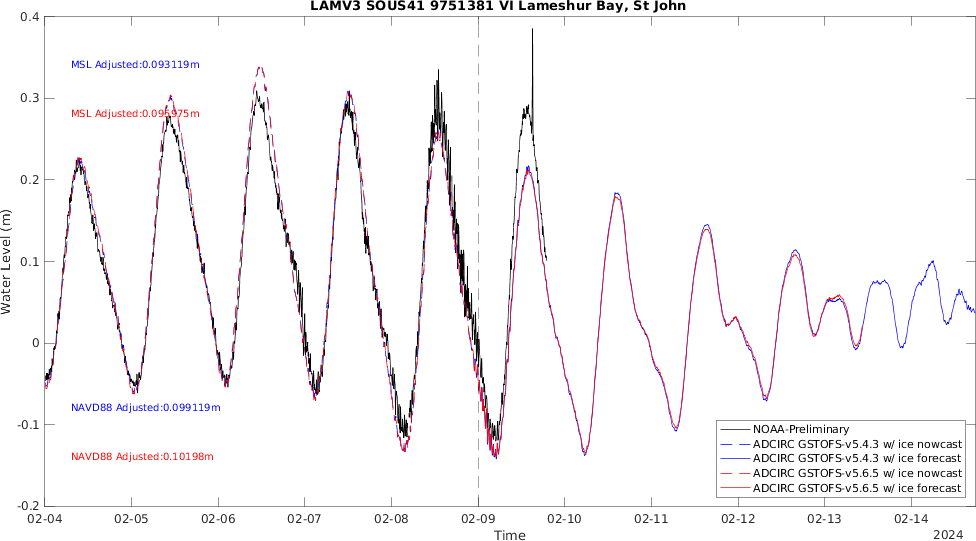 LAMV3 SOUS41 9751381 VI Lameshur Bay, St John
0.4
0.3
0.2
0.1
0
-0.1
-0.2
Water Level (m)
MSL Adjusted:0.093119m
MSL Adjusted:0.095975m
NAVD88 Adjusted:0.099119m
NAVD88 Adjusted:0.10198m
NOAA-Preliminary
ADCIRC GSTOFS-v5.4.3 w/ ice nowcast
ADCIRC GSTOFS-v5.4.3 w/ ice forecast
ADCIRC GSTOFS-v5.6.5 w/ ice nowcast
ADCIRC GSTOFS-v5.6.5 w/ ice forecast
02-04 02-05 02-06 02-07 02-08 02-09 02-10 02-11 02-12 02-13 02-14
Time
2024